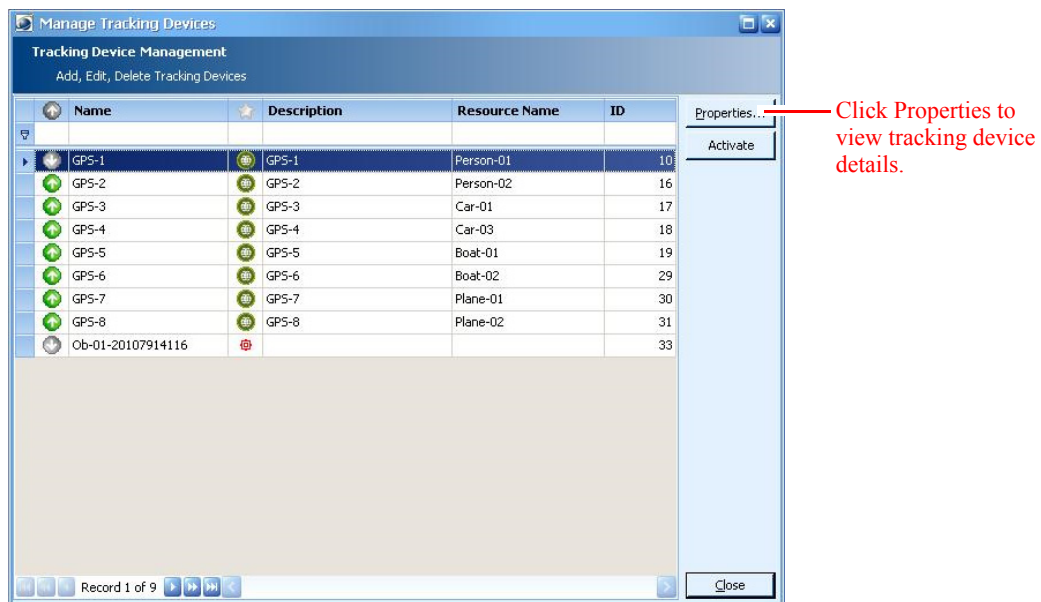 Manage Tracking Devices
Tracking Device Management
Add, Edit, Delete Tracking Devices
Name Description Resource Name ID
Properties...
Activate
Click Properties to
view tracking device
details.
GPS-1 GPS-1 Person-01 10
GPS-2 GPS-2 Person-02 16
GPS-3 GPS-3 Car-01 17
GPS-4 GPS-4 Car-03 18
GPS-5 GPS-5 Boat-01 19
GPS-6 GPS-6 Boat-02 29
GPS-7 GPS-7 Plane-01 30
GPS-8 GPS-8 Plane-02 31
Ob-01-20107914116 33
Record 1 of 9
Close